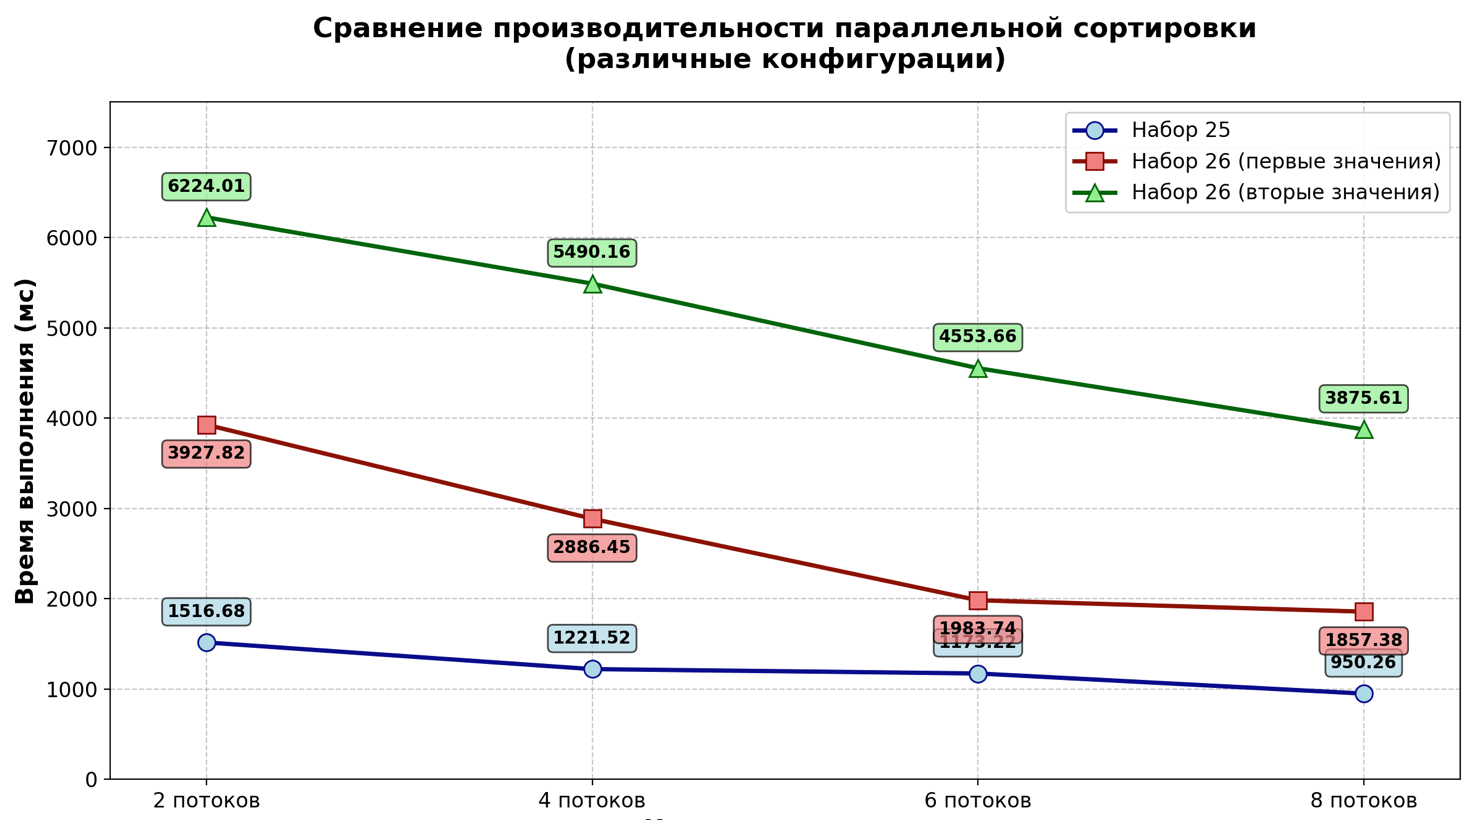 Сравнение производительности параллельной сортировки
(различные конфигурации)
Набор 25
Набор 26 (первые значения)
Набор 26 (вторые значения)
Время выполнения (мс)
7000
6000
5000
4000
3000
2000
1000
0
6224.01
5490.16
4553.66
3875.61
3927.82
2886.45
1983.74
1857.38
1516.68
1221.52
1173.22
950.26
2 потоков
4 потоков
6 потоков
8 потоков